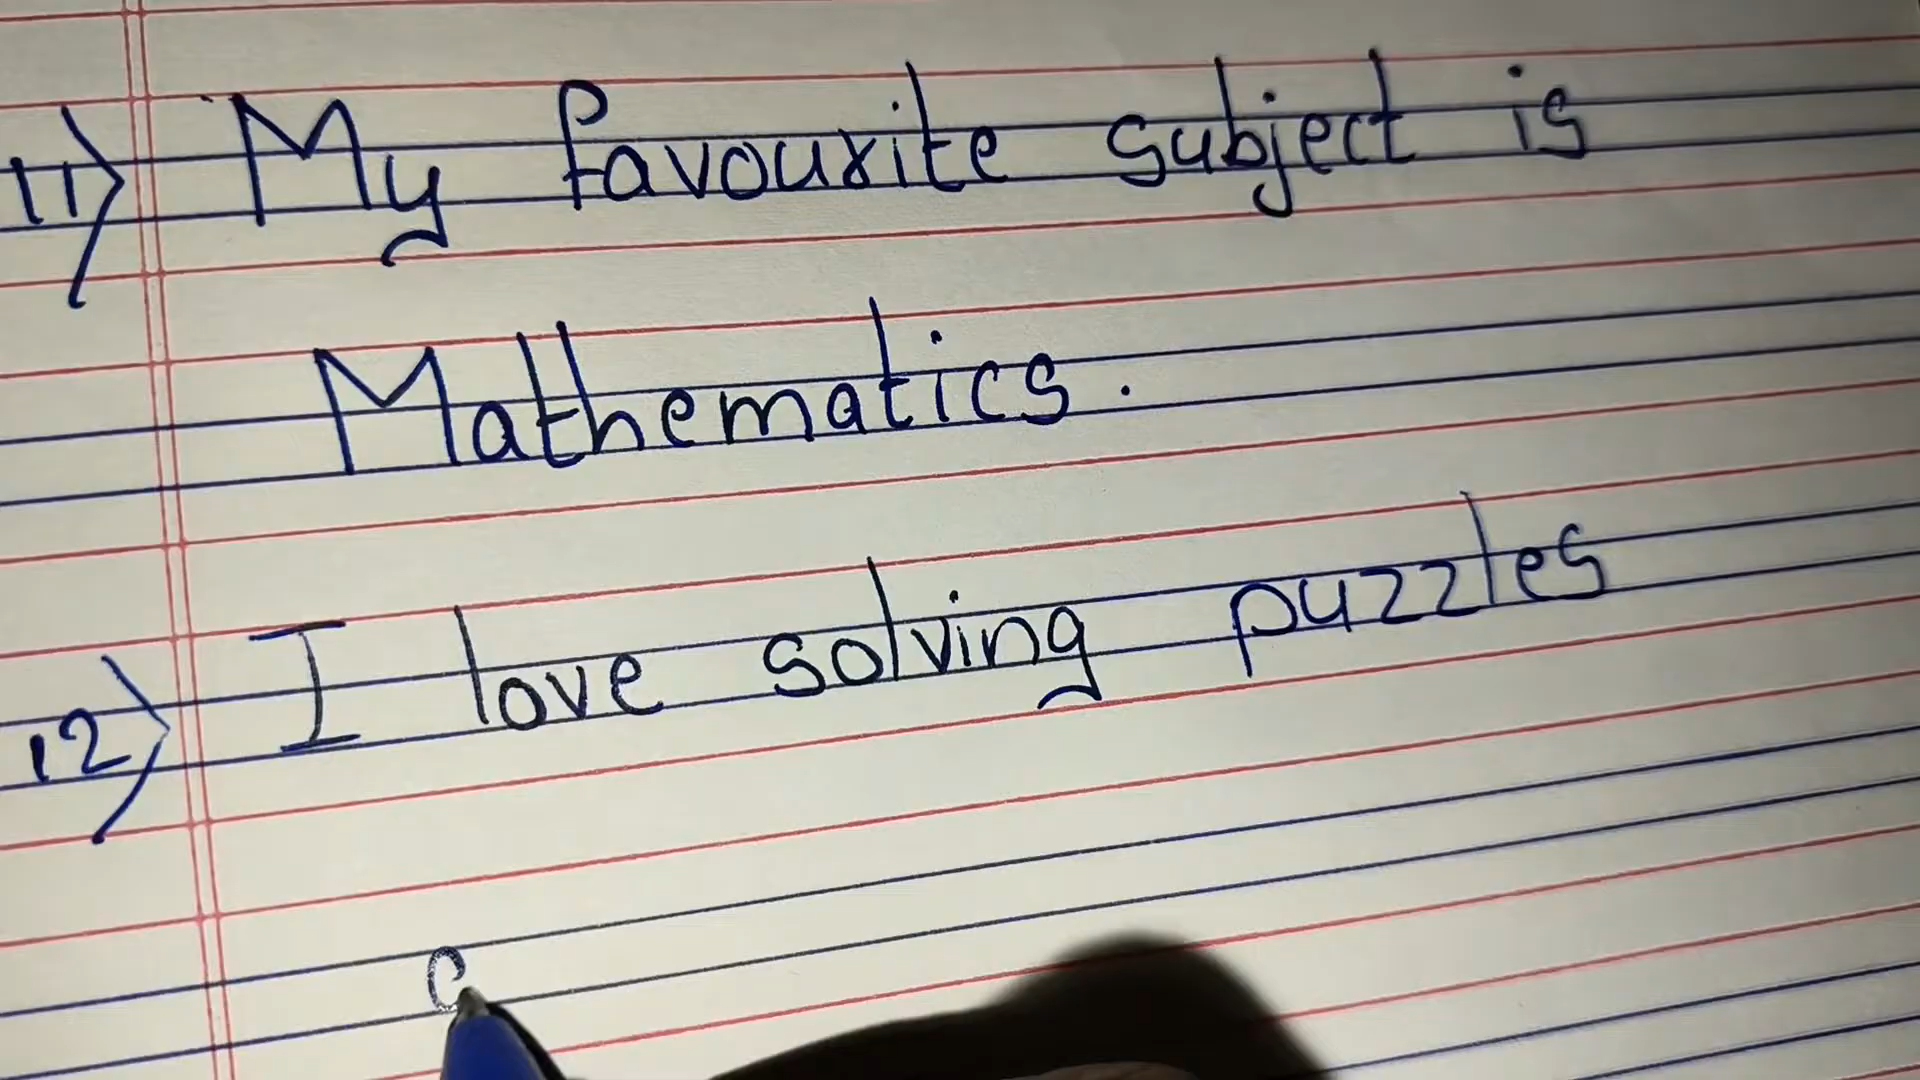 11) My favourite subject is
Mathematics.
12) I love solving puzzles